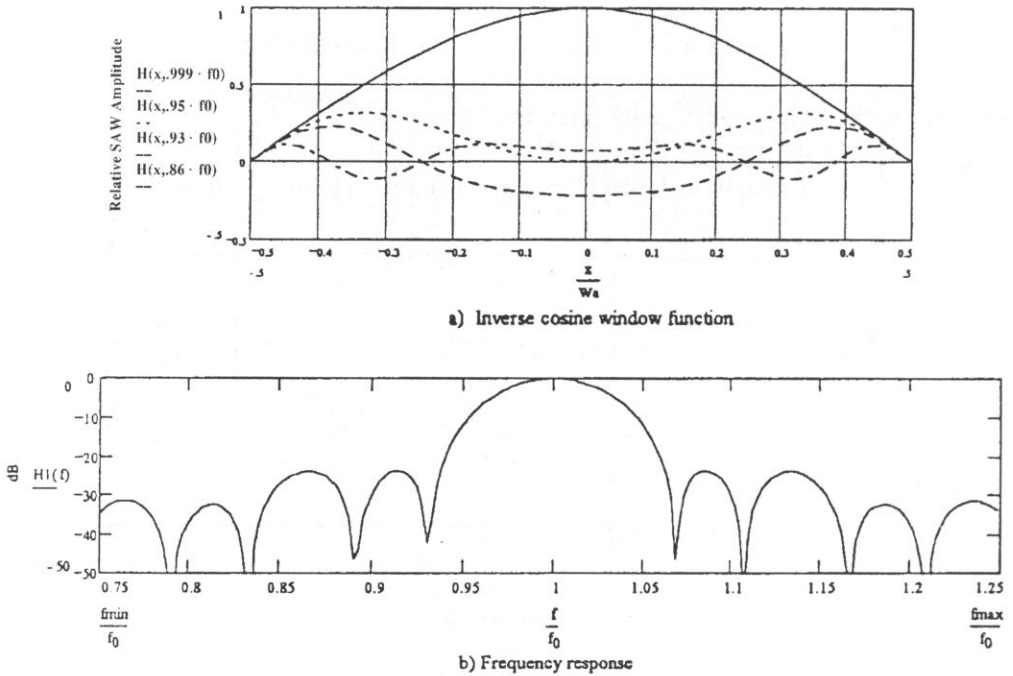 1 1
Relative SAW Amplitude
H(x,.999 · f0)
0.5
H(x,.95 · f0)
H(x,.93 · f0)
0
H(x,.86 · f0)
-.5 -0.5
-0.5 -0.4 -0.3 -0.2 -0.1 0 0.1 0.2 0.3 0.4 0.5
-.5 x .5
Wa
a) Inverse cosine window function
0 0
-10
dB
-20
H1(f)
-30
-40
-50 -50
0.75 0.8 0.85 0.9 0.95 1 1.05 1.1 1.15 1.2 1.25
fmin f fmax
f0 f0 f0
b) Frequency response